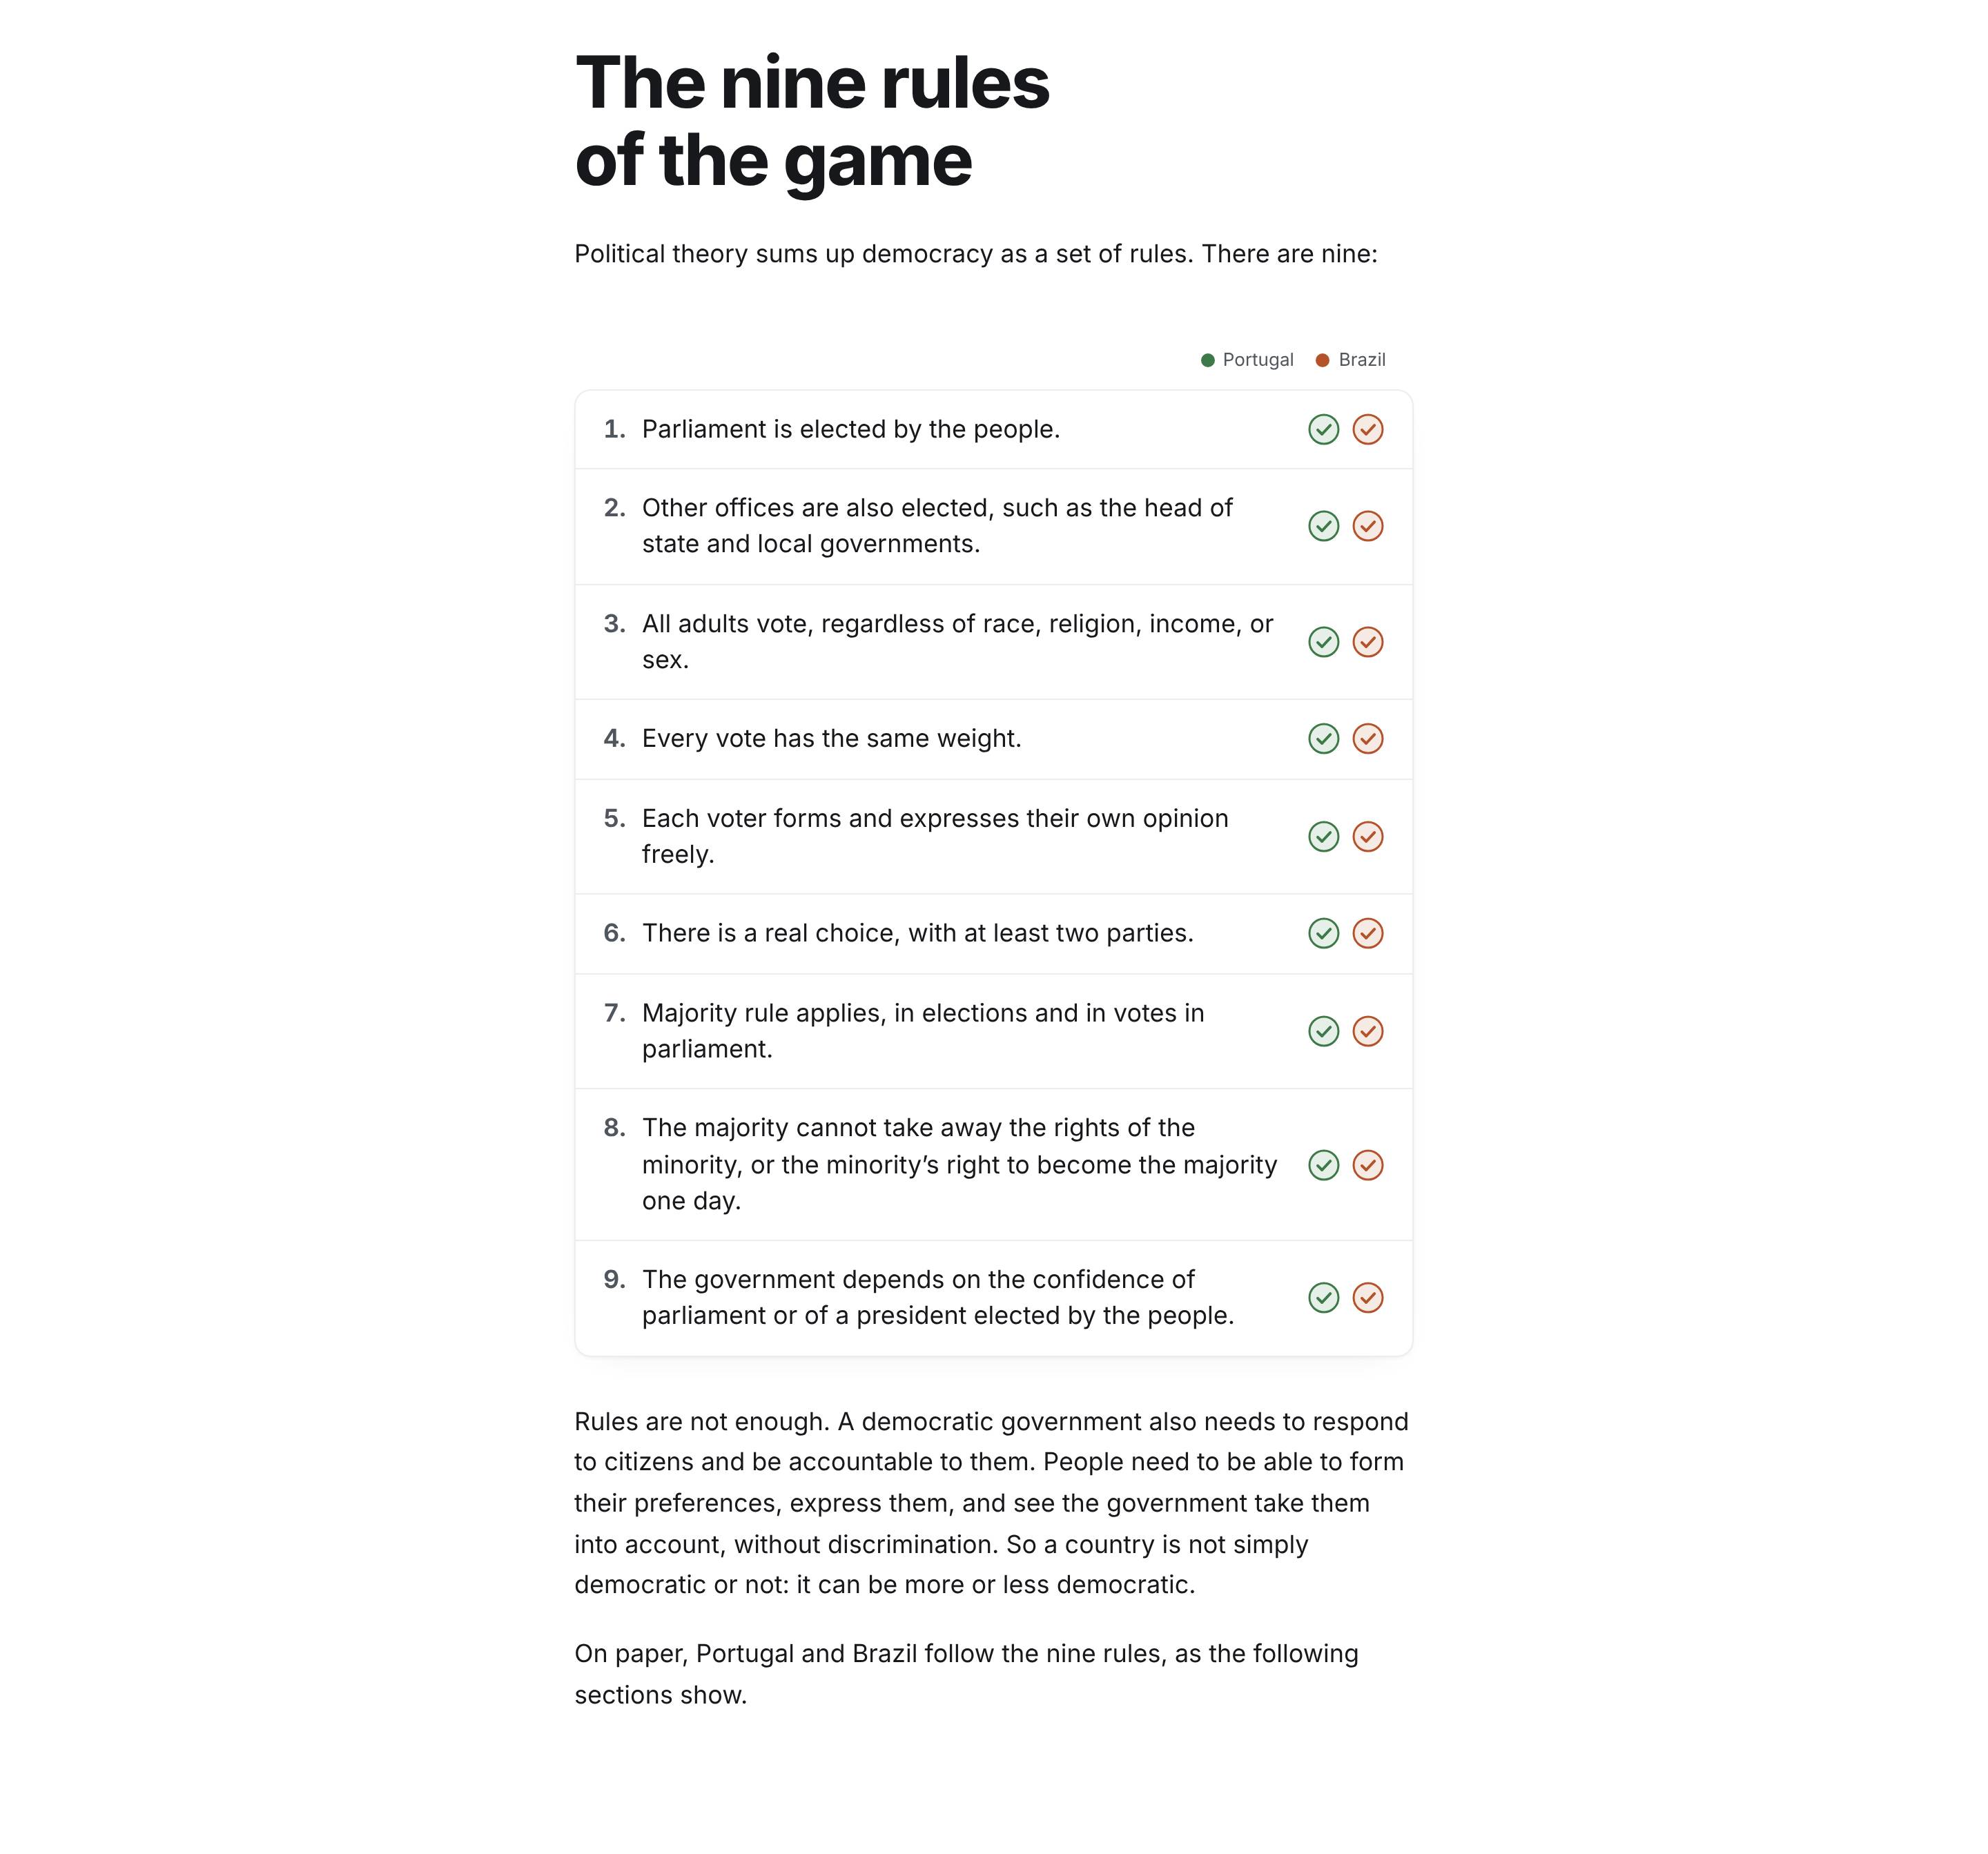 The nine rules
of the game
Political theory sums up democracy as a set of rules. There are nine:
Portugal Brazil
1. Parliament is elected by the people.
2. Other offices are also elected, such as the head of
state and local governments.
3. All adults vote, regardless of race, religion, income, or
sex.
4. Every vote has the same weight.
5. Each voter forms and expresses their own opinion
freely.
6. There is a real choice, with at least two parties.
7. Majority rule applies, in elections and in votes in
parliament.
8. The majority cannot take away the rights of the
minority, or the minority’s right to become the majority
one day.
9. The government depends on the confidence of
parliament or of a president elected by the people.
Rules are not enough. A democratic government also needs to respond
to citizens and be accountable to them. People need to be able to form
their preferences, express them, and see the government take them
into account, without discrimination. So a country is not simply
democratic or not: it can be more or less democratic.
On paper, Portugal and Brazil follow the nine rules, as the following
sections show.